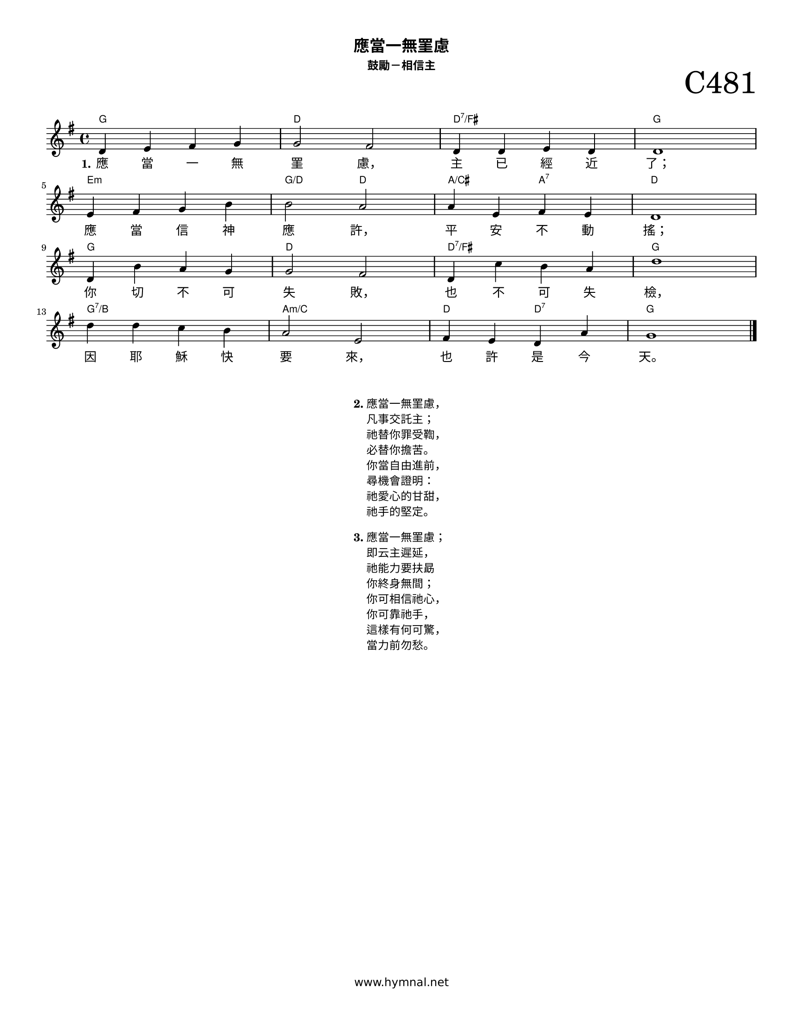 應當一無罣慮
鼓勵－相信主
C481
G D D7/F♯ G
1. 應 當 一 無 罣 慮， 主 已 經 近 了；
Em G/D D A/C♯ A7 D
5
應 當 信 神 應 許， 平 安 不 動 搖；
G D D7/F♯ G
9
你 切 不 可 失 敗， 也 不 可 失 檢，
G7/B Am/C D D7 G
13
因 耶 穌 快 要 來， 也 許 是 今 天。
2. 應當一無罣慮，
凡事交託主；
祂替你罪受鞫，
必替你擔苦。
你當自由進前，
尋機會證明：
祂愛心的甘甜，
祂手的堅定。
3. 應當一無罣慮；
即云主遲延，
祂能力要扶勗
你終身無間；
你可相信祂心，
你可靠祂手，
這樣有何可驚，
當力前勿愁。
www.hymnal.net